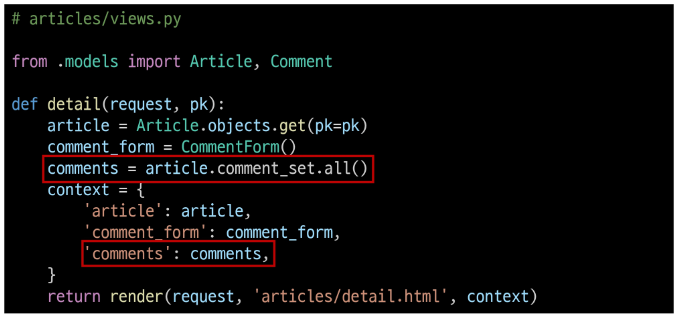 # articles/views.py
from .models import Article, Comment
def detail(request, pk):
article = Article.objects.get(pk=pk)
comment_form = CommentForm()
comments = article.comment_set.all()
context = {
'article': article,
'comment_form': comment_form,
'comments': comments,
}
return render(request, 'articles/detail.html', context)